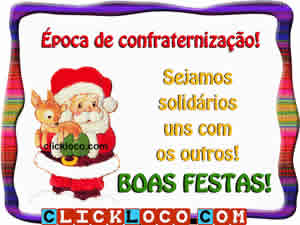 Época de confraternização!
Sejamos
solidários
uns com
os outros!
clickloco.com
BOAS FESTAS!
CLICKLOCO.COM